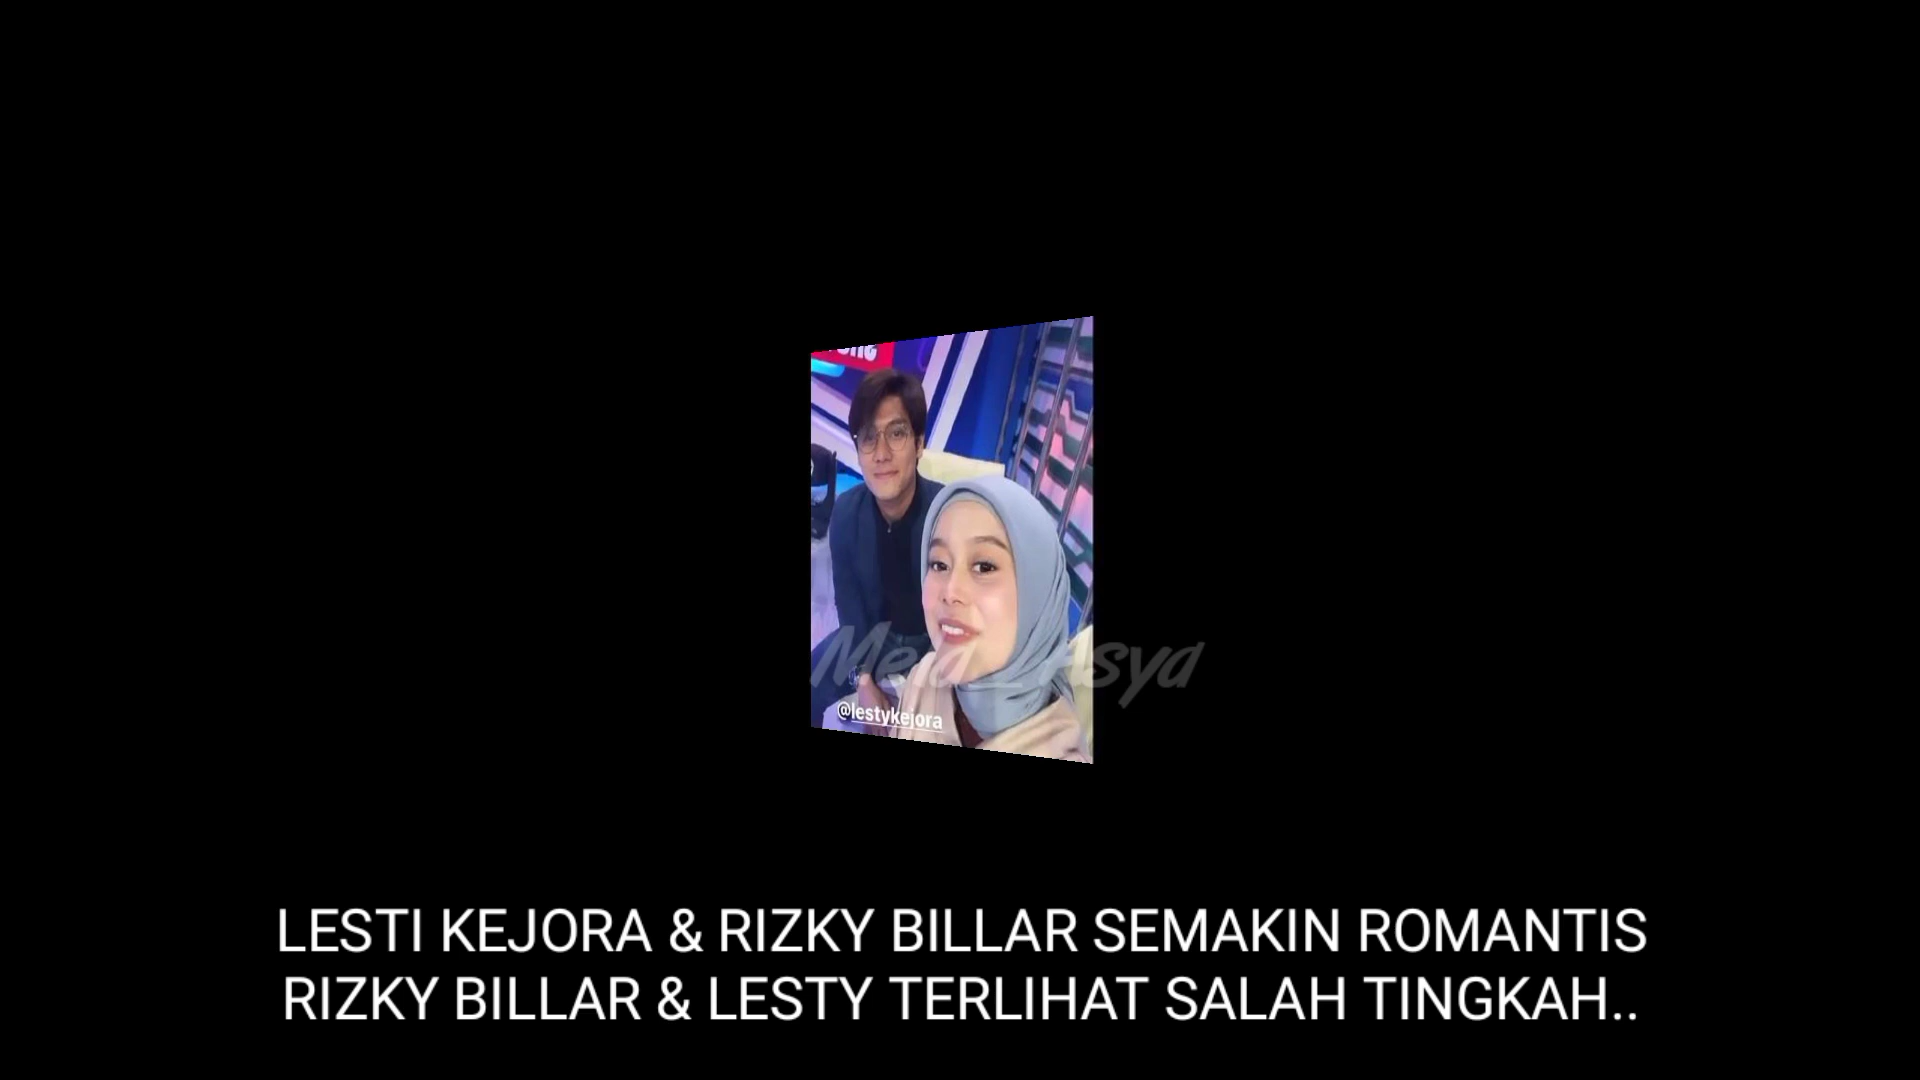 @lestykejora
LESTI KEJORA & RIZKY BILLAR SEMAKIN ROMANTIS
RIZKY BILLAR & LESTY TERLIHAT SALAH TINGKAH..